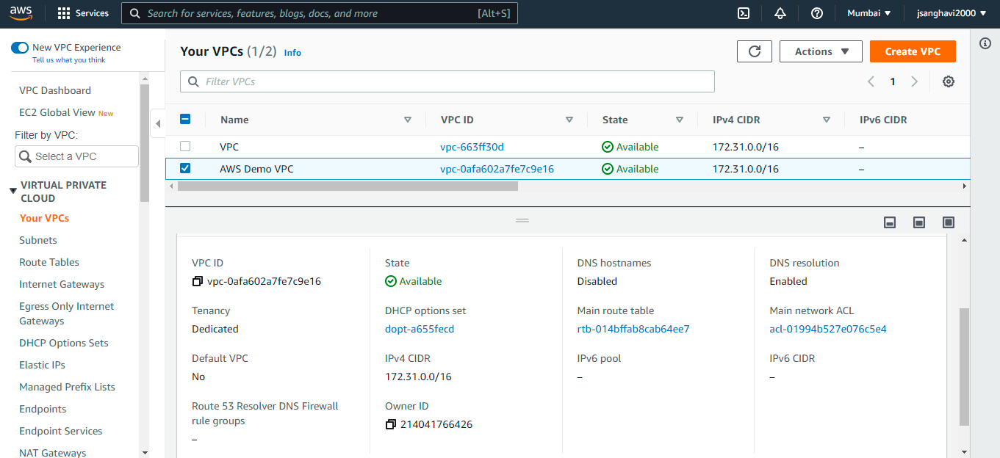 aws Services Search for services, features, blogs, docs, and more [Alt+S] Mumbai jsanghavi2000
New VPC Experience
Tell us what you think
VPC Dashboard
EC2 Global View New
Filter by VPC:
Select a VPC
VIRTUAL PRIVATE
CLOUD
Your VPCs
Subnets
Route Tables
Internet Gateways
Egress Only Internet
Gateways
DHCP Options Sets
Elastic IPs
Managed Prefix Lists
Endpoints
Endpoint Services
NAT Gateways
Your VPCs (1/2) Info
Actions
Create VPC
Filter VPCs
1
Name VPC ID State IPv4 CIDR IPv6 CIDR
VPC vpc-663ff30d Available 172.31.0.0/16 –
AWS Demo VPC vpc-0afa602a7fe7c9e16 Available 172.31.0.0/16 –
VPC ID State DNS hostnames DNS resolution
vpc-0afa602a7fe7c9e16 Available Disabled Enabled
Tenancy DHCP options set Main route table Main network ACL
Dedicated dopt-a655fecd rtb-014bffab8cab64ee7 acl-01994b527e076c5e4
Default VPC IPv4 CIDR IPv6 pool IPv6 CIDR
No 172.31.0.0/16 – –
Route 53 Resolver DNS Firewall Owner ID
rule groups 214041766426
–